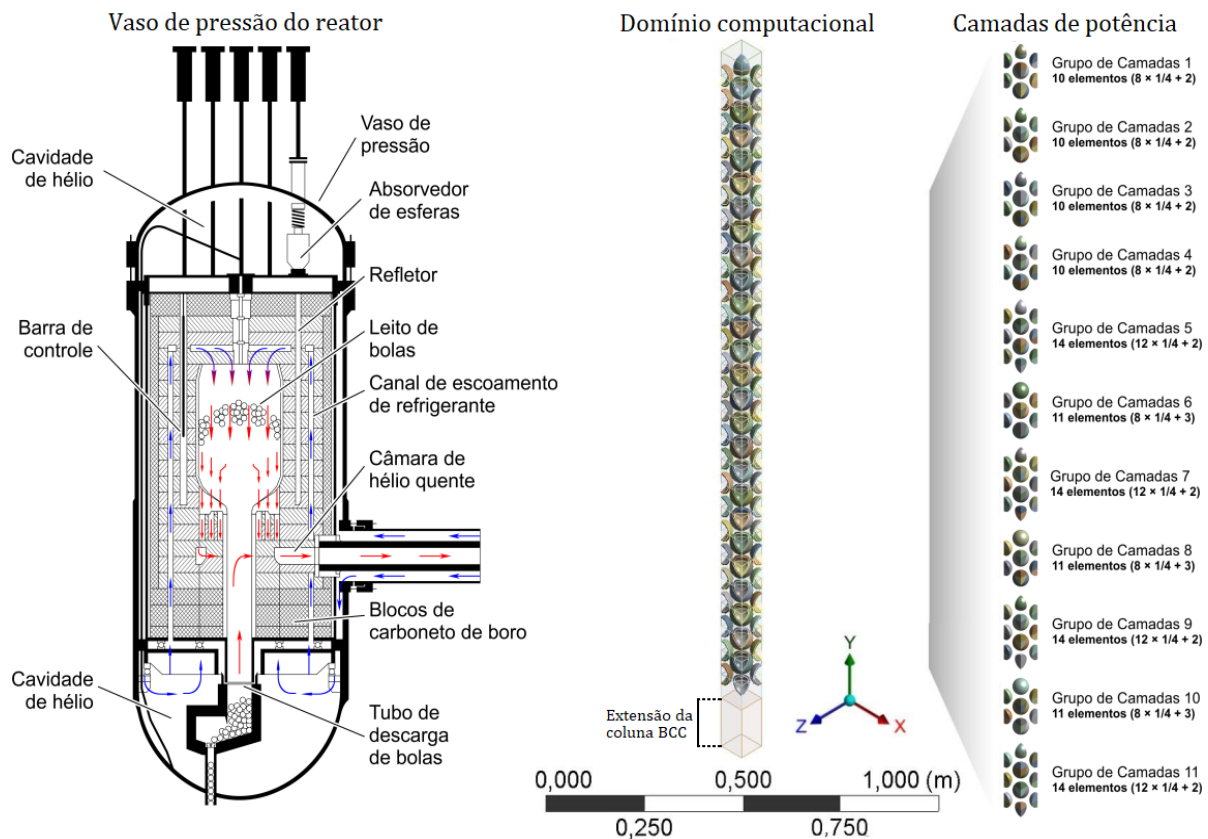 Vaso de pressão do reator
Cavidade
de hélio
Vaso de
pressão
Absorvedor
de esferas
Refletor
Barra de
controle
Leito de
bolas
Canal de escoamento
de refrigerante
Câmara de
hélio quente
Blocos de
carboneto de boro
Cavidade
de hélio
Tubo de
descarga
de bolas
Domínio computacional
Extensão da
coluna BCC
Y
Z
X
0,000
0,500
1,000 (m)
0,250
0,750
Camadas de potência
Grupo de Camadas 1
10 elementos (8 × 1/4 + 2)
Grupo de Camadas 2
10 elementos (8 × 1/4 + 2)
Grupo de Camadas 3
10 elementos (8 × 1/4 + 2)
Grupo de Camadas 4
10 elementos (8 × 1/4 + 2)
Grupo de Camadas 5
14 elementos (12 × 1/4 + 2)
Grupo de Camadas 6
11 elementos (8 × 1/4 + 3)
Grupo de Camadas 7
14 elementos (12 × 1/4 + 2)
Grupo de Camadas 8
11 elementos (8 × 1/4 + 3)
Grupo de Camadas 9
14 elementos (12 × 1/4 + 2)
Grupo de Camadas 10
11 elementos (8 × 1/4 + 3)
Grupo de Camadas 11
14 elementos (12 × 1/4 + 2)